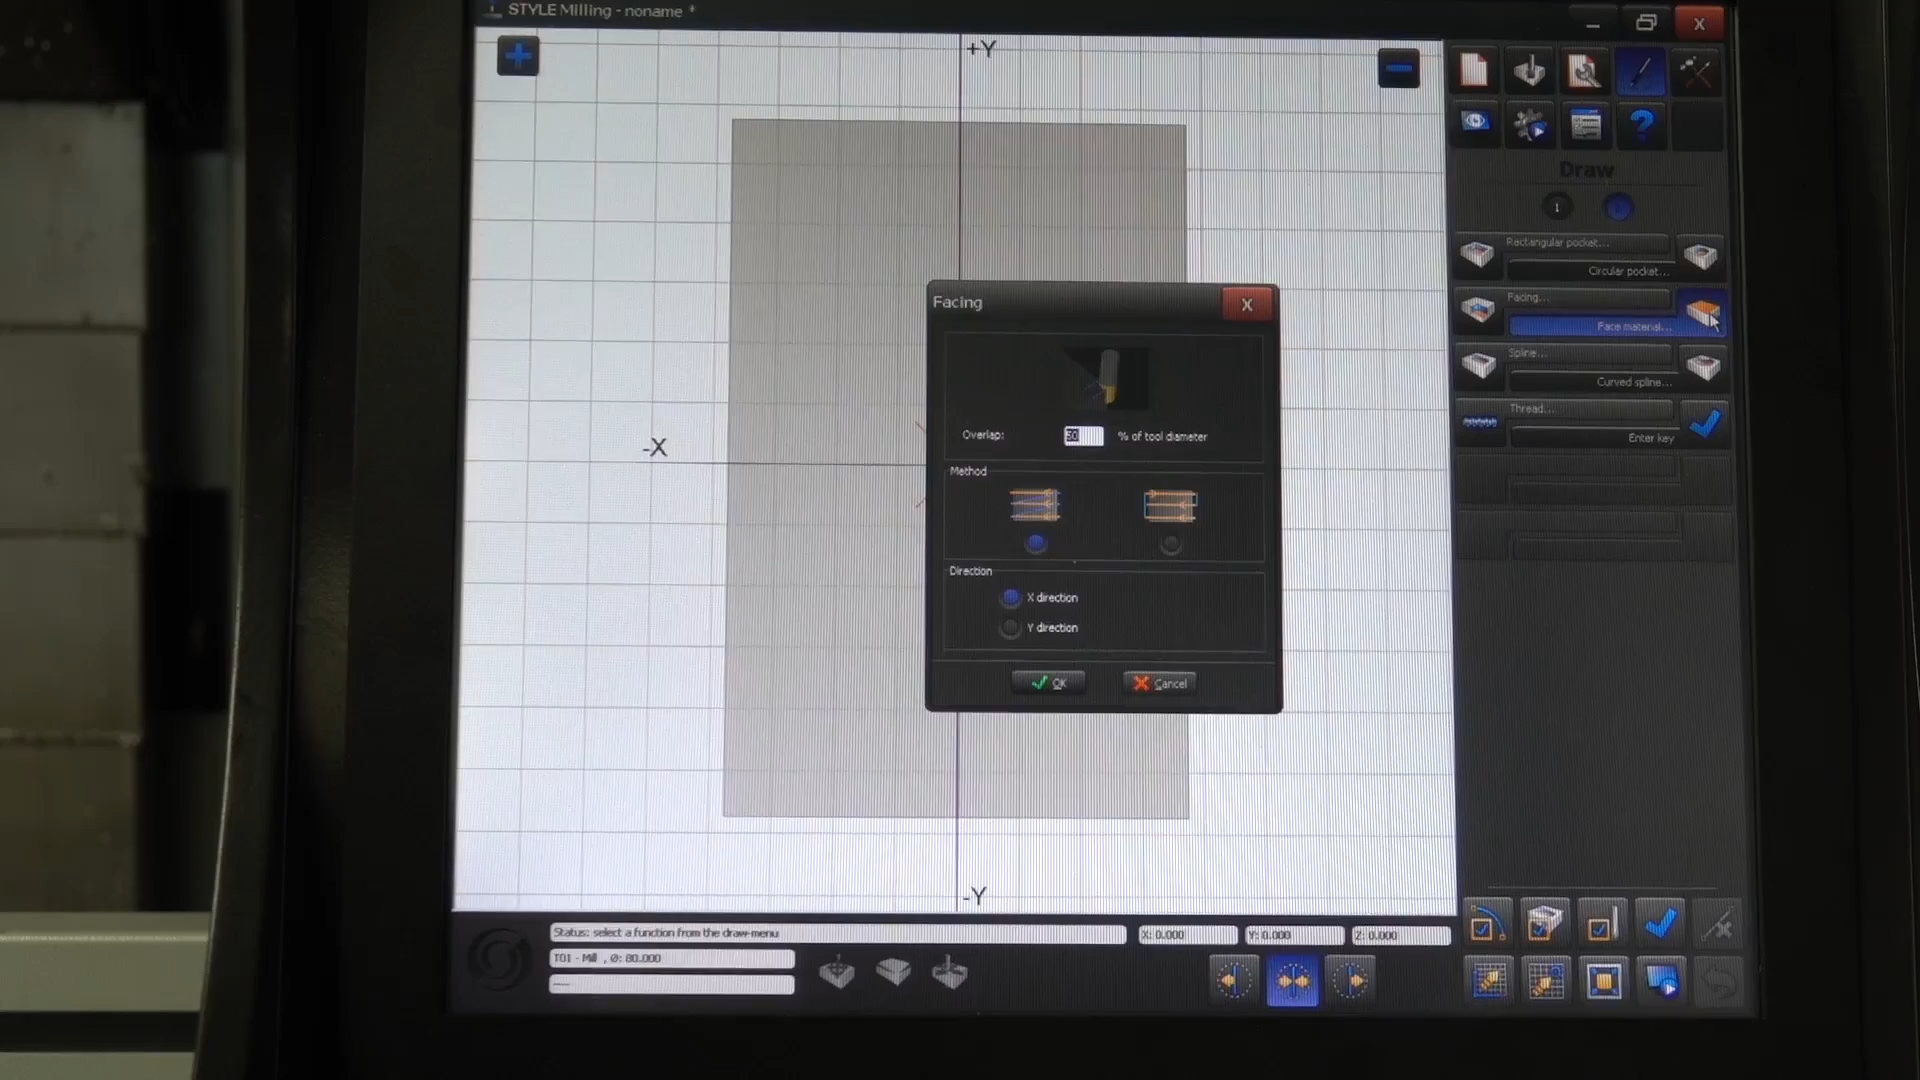 STYLE Milling - noname *
+Y
-X
-Y
Facing
Overlap:
50
% of tool diameter
Method
Direction
X direction
Y direction
OK
Cancel
Draw
1
Rectangular pocket...
Circular pocket...
Facing...
Face material...
Spline...
Curved spline...
Thread...
Enter key
Status: select a function from the draw-menu
X: 0.000
Y: 0.000
Z: 0.000
T01 - Mill , Ø: 80.000
----